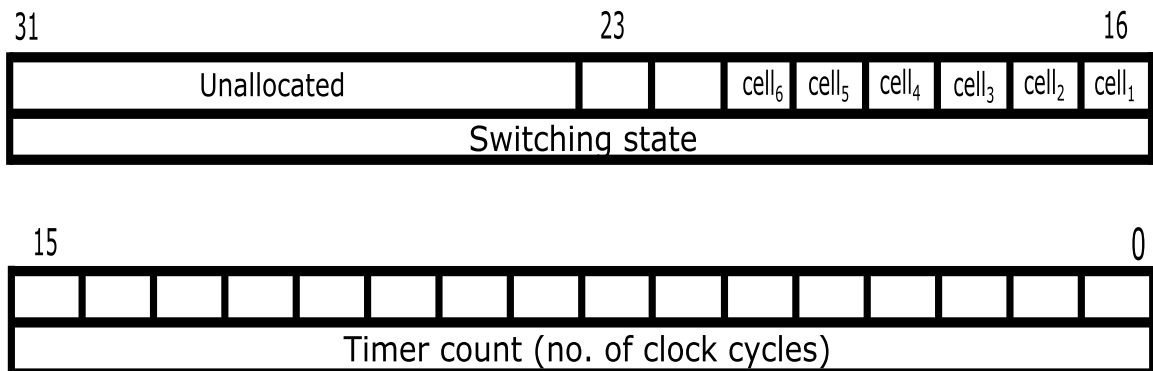 31 23 16
Unallocated cell₆ cell₅ cell₄ cell₃ cell₂ cell₁
Switching state
15 0
Timer count (no. of clock cycles)